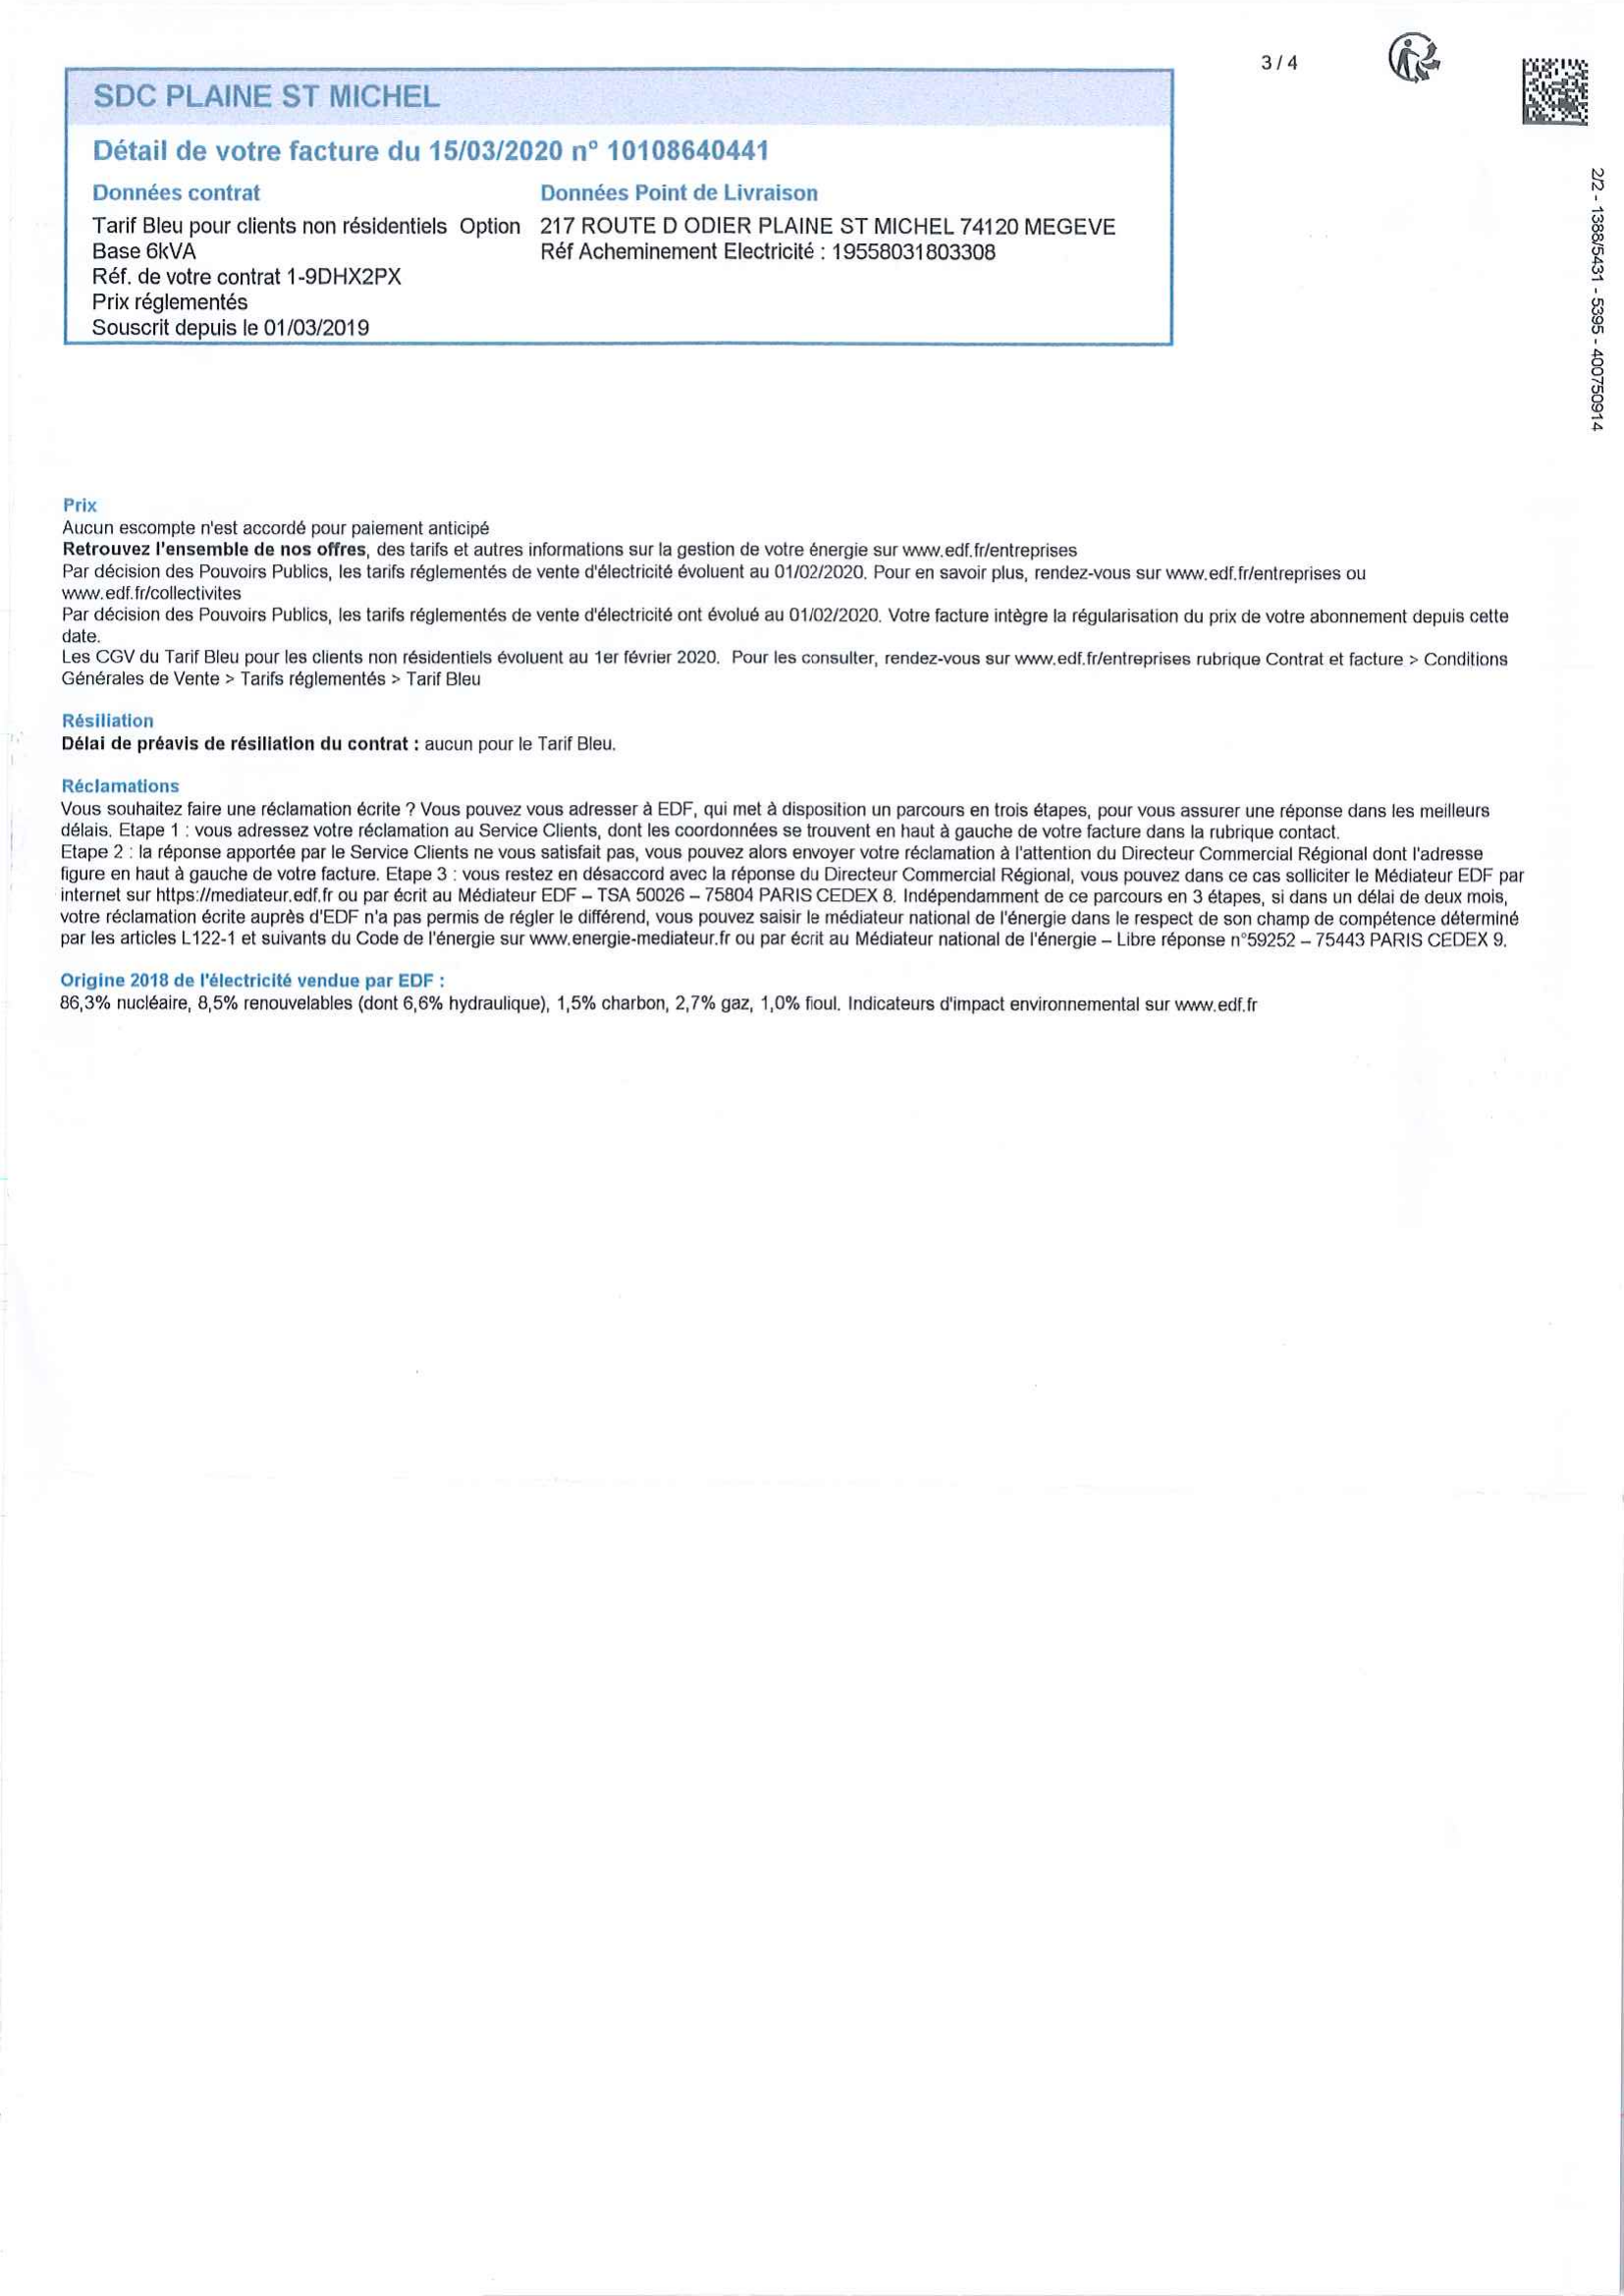 3 / 4
SDC PLAINE ST MICHEL
Détail de votre facture du 15/03/2020 n° 10108640441
Données contrat
Tarif Bleu pour clients non résidentiels Option
Base 6kVA
Réf. de votre contrat 1-9DHX2PX
Prix réglementés
Souscrit depuis le 01/03/2019
Données Point de Livraison
217 ROUTE D ODIER PLAINE ST MICHEL 74120 MEGEVE
Réf Acheminement Electricité : 19558031803308
2/2 - 1388/5431 - 5395 - 400750914
Prix
Aucun escompte n'est accordé pour paiement anticipé
Retrouvez l'ensemble de nos offres, des tarifs et autres informations sur la gestion de votre énergie sur www.edf.fr/entreprises
Par décision des Pouvoirs Publics, les tarifs réglementés de vente d'électricité évoluent au 01/02/2020. Pour en savoir plus, rendez-vous sur www.edf.fr/entreprises ou
www.edf.fr/collectivites
Par décision des Pouvoirs Publics, les tarifs réglementés de vente d'électricité ont évolué au 01/02/2020. Votre facture intègre la régularisation du prix de votre abonnement depuis cette
date.
Les CGV du Tarif Bleu pour les clients non résidentiels évoluent au 1er février 2020. Pour les consulter, rendez-vous sur www.edf.fr/entreprises rubrique Contrat et facture > Conditions
Générales de Vente > Tarifs réglementés > Tarif Bleu
Résiliation
Délai de préavis de résiliation du contrat : aucun pour le Tarif Bleu.
Réclamations
Vous souhaitez faire une réclamation écrite ? Vous pouvez vous adresser à EDF, qui met à disposition un parcours en trois étapes, pour vous assurer une réponse dans les meilleurs
délais. Etape 1 : vous adressez votre réclamation au Service Clients, dont les coordonnées se trouvent en haut à gauche de votre facture dans la rubrique contact.
Etape 2 : la réponse apportée par le Service Clients ne vous satisfait pas, vous pouvez alors envoyer votre réclamation à l'attention du Directeur Commercial Régional dont l'adresse
figure en haut à gauche de votre facture. Etape 3 : vous restez en désaccord avec la réponse du Directeur Commercial Régional, vous pouvez dans ce cas solliciter le Médiateur EDF par
internet sur https://mediateur.edf.fr ou par écrit au Médiateur EDF – TSA 50026 – 75804 PARIS CEDEX 8. Indépendamment de ce parcours en 3 étapes, si dans un délai de deux mois,
votre réclamation écrite auprès d'EDF n'a pas permis de régler le différend, vous pouvez saisir le médiateur national de l'énergie dans le respect de son champ de compétence déterminé
par les articles L122-1 et suivants du Code de l'énergie sur www.energie-mediateur.fr ou par écrit au Médiateur national de l'énergie – Libre réponse n°59252 – 75443 PARIS CEDEX 9.
Origine 2018 de l'électricité vendue par EDF :
86,3% nucléaire, 8,5% renouvelables (dont 6,6% hydraulique), 1,5% charbon, 2,7% gaz, 1,0% fioul. Indicateurs d'impact environnemental sur www.edf.fr